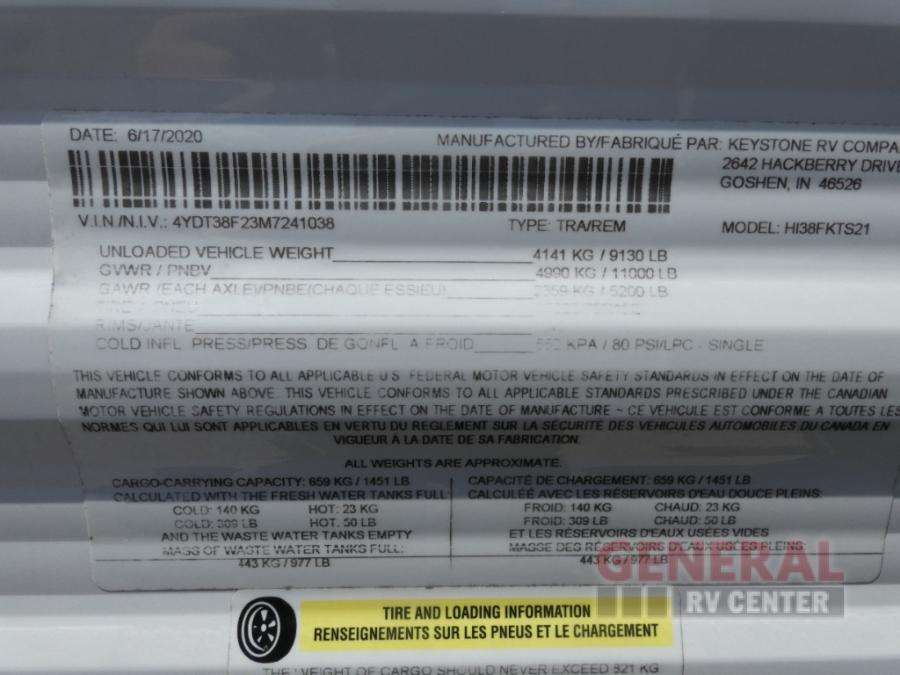 DATE: 6/17/2020
MANUFACTURED BY/FABRIQUÉ PAR: KEYSTONE RV COMPA
2642 HACKBERRY DRIVE
GOSHEN, IN 46526
V.I.N./N.I.V.: 4YDT38F23M7241038 TYPE: TRA/REM MODEL: HI38FKTS21
UNLOADED VEHICLE WEIGHT 4141 KG / 9130 LB
GVWR / PNBV 4990 KG / 11000 LB
GAWR (EACH AXLE)/PNBE(CHAQUE ESSIEU) 2359 KG / 5200 LB
RIMS/JANTE
COLD INFL. PRESS/PRESS. DE GONFL. A FROID 552 KPA / 80 PSI/LPC - SINGLE
THIS VEHICLE CONFORMS TO ALL APPLICABLE U.S. FEDERAL MOTOR VEHICLE SAFETY STANDARDS IN EFFECT ON THE DATE OF
MANUFACTURE SHOWN ABOVE. THIS VEHICLE CONFORMS TO ALL APPLICABLE STANDARDS PRESCRIBED UNDER THE CANADIAN
MOTOR VEHICLE SAFETY REGULATIONS IN EFFECT ON THE DATE OF MANUFACTURE ~ CE VEHICULE EST CONFORME A TOUTES LES
NORMES QUI LUI SONT APPLICABLES EN VERTU DU REGLEMENT SUR LA SÉCURITÉ DES VEHICULES AUTOMOBILES DU CANADA EN
VIGUEUR À LA DATE DE SA FABRICATION.
ALL WEIGHTS ARE APPROXIMATE.
CARGO-CARRYING CAPACITY: 659 KG / 1451 LB
CALCULATED WITH THE FRESH WATER TANKS FULL
COLD: 140 KG HOT: 23 KG
COLD: 309 LB HOT: 50 LB
AND THE WASTE WATER TANKS EMPTY
MASS OF WASTE WATER TANKS FULL:
443 KG / 977 LB
CAPACITÉ DE CHARGEMENT: 659 KG / 1451 LB
CALCULÉE AVEC LES RÉSERVOIRS D'EAU DOUCE PLEINS:
FROID: 140 KG CHAUD: 23 KG
FROID: 309 LB CHAUD: 50 LB
ET LES RÉSERVOIRS D'EAUX USÉES VIDES
MASSE DES RÉSERVOIRS D'EAUX USÉES PLEINS:
443 KG / 977 LB
GENERAL
RV CENTER
TIRE AND LOADING INFORMATION
RENSEIGNEMENTS SUR LES PNEUS ET LE CHARGEMENT
THE WEIGHT OF CARGO SHOULD NEVER EXCEED 821 KG